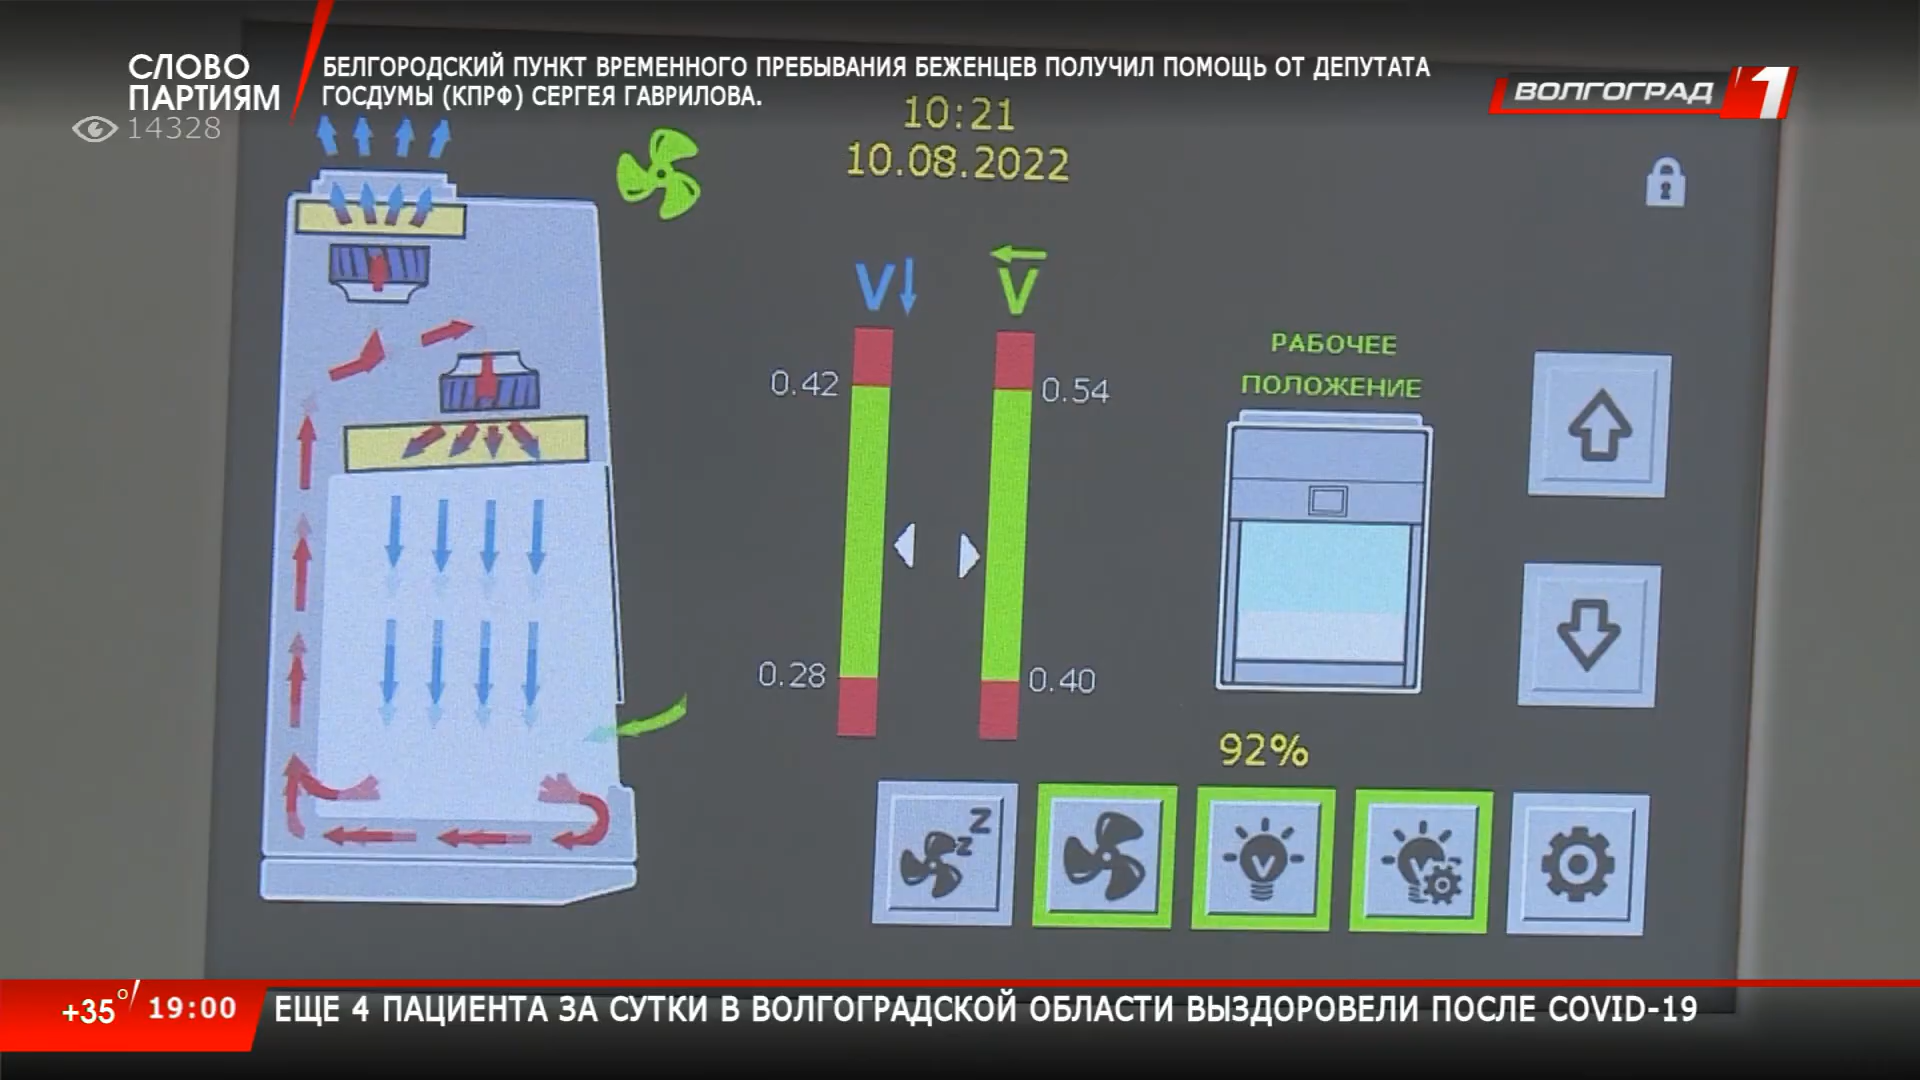 СЛОВО
ПАРТИЯМ
14328
БЕЛГОРОДСКИЙ ПУНКТ ВРЕМЕННОГО ПРЕБЫВАНИЯ БЕЖЕНЦЕВ ПОЛУЧИЛ ПОМОЩЬ ОТ ДЕПУТАТА
ГОСДУМЫ (КПРФ) СЕРГЕЯ ГАВРИЛОВА.
ВОЛГОГРАД 1
10:21
10.08.2022
V V
0.42 0.54
0.28 0.40
РАБОЧЕЕ
ПОЛОЖЕНИЕ
92%
z z
V
V
+35° 19:00 ЕЩЕ 4 ПАЦИЕНТА ЗА СУТКИ В ВОЛГОГРАДСКОЙ ОБЛАСТИ ВЫЗДОРОВЕЛИ ПОСЛЕ COVID-19